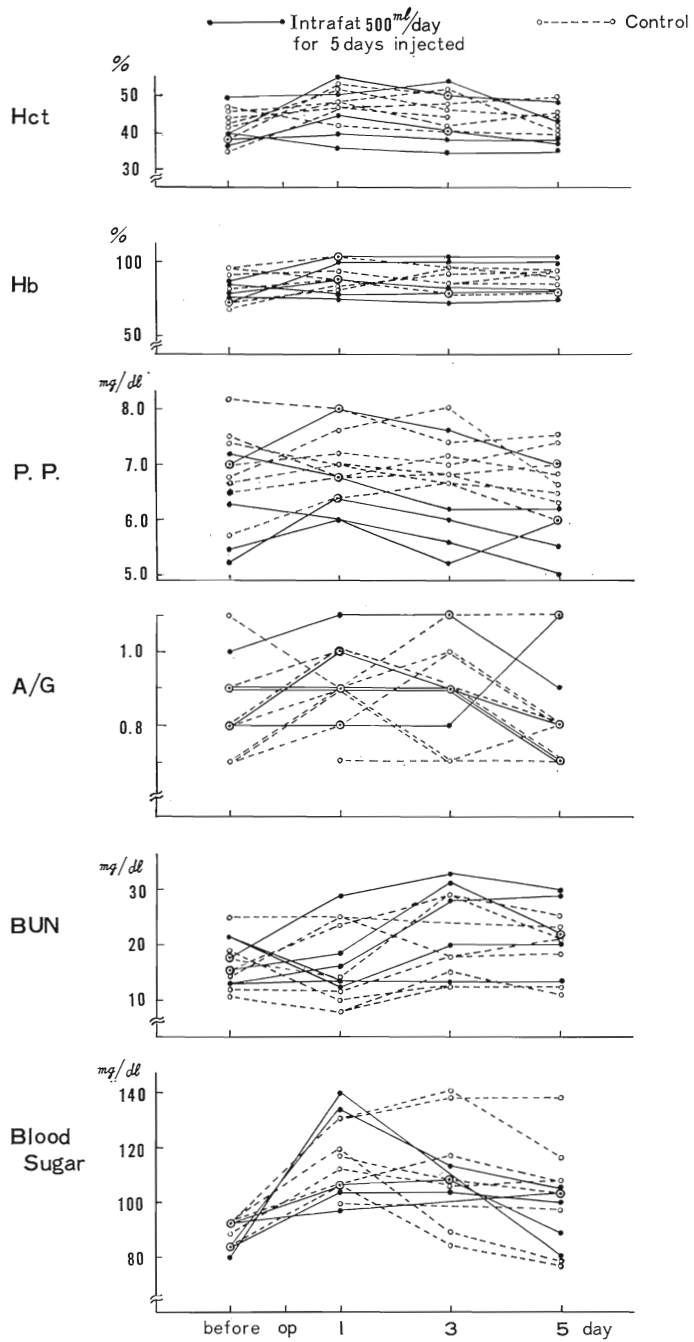 Intrafat 500 ml/day
for 5 days injected
Control
%
Hct
50
40
30
%
Hb
100
50
mg/dl
P. P.
8.0
7.0
6.0
5.0
A/G
1.0
0.8
mg/dl
BUN
30
20
10
mg/dl
Blood
Sugar
140
120
100
80
before op 1 3 5 day